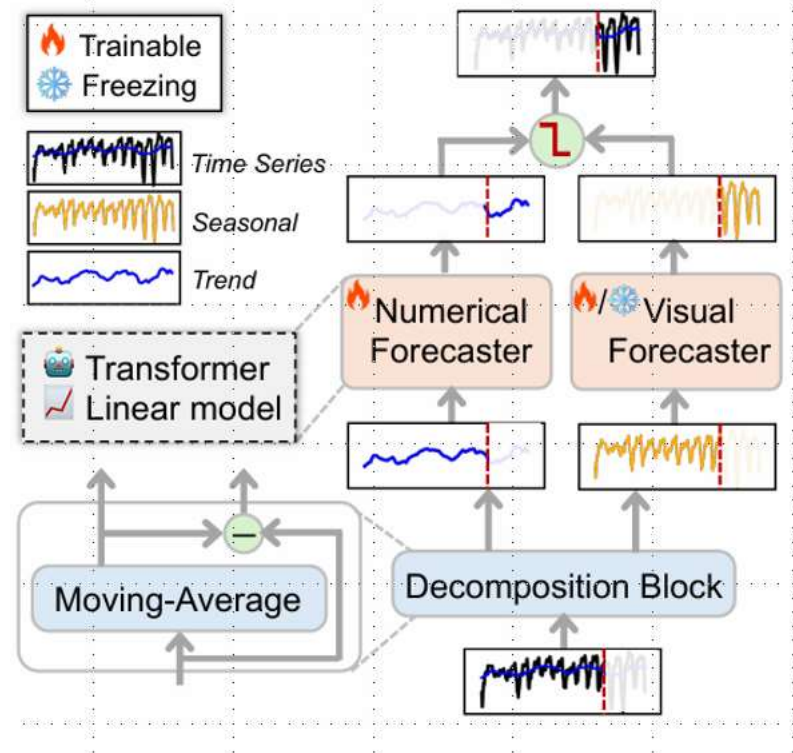 Trainable
Freezing
Time Series
Seasonal
Trend
Numerical
Forecaster
/
Visual
Forecaster
Transformer
Linear model
Moving-Average
−
Decomposition Block